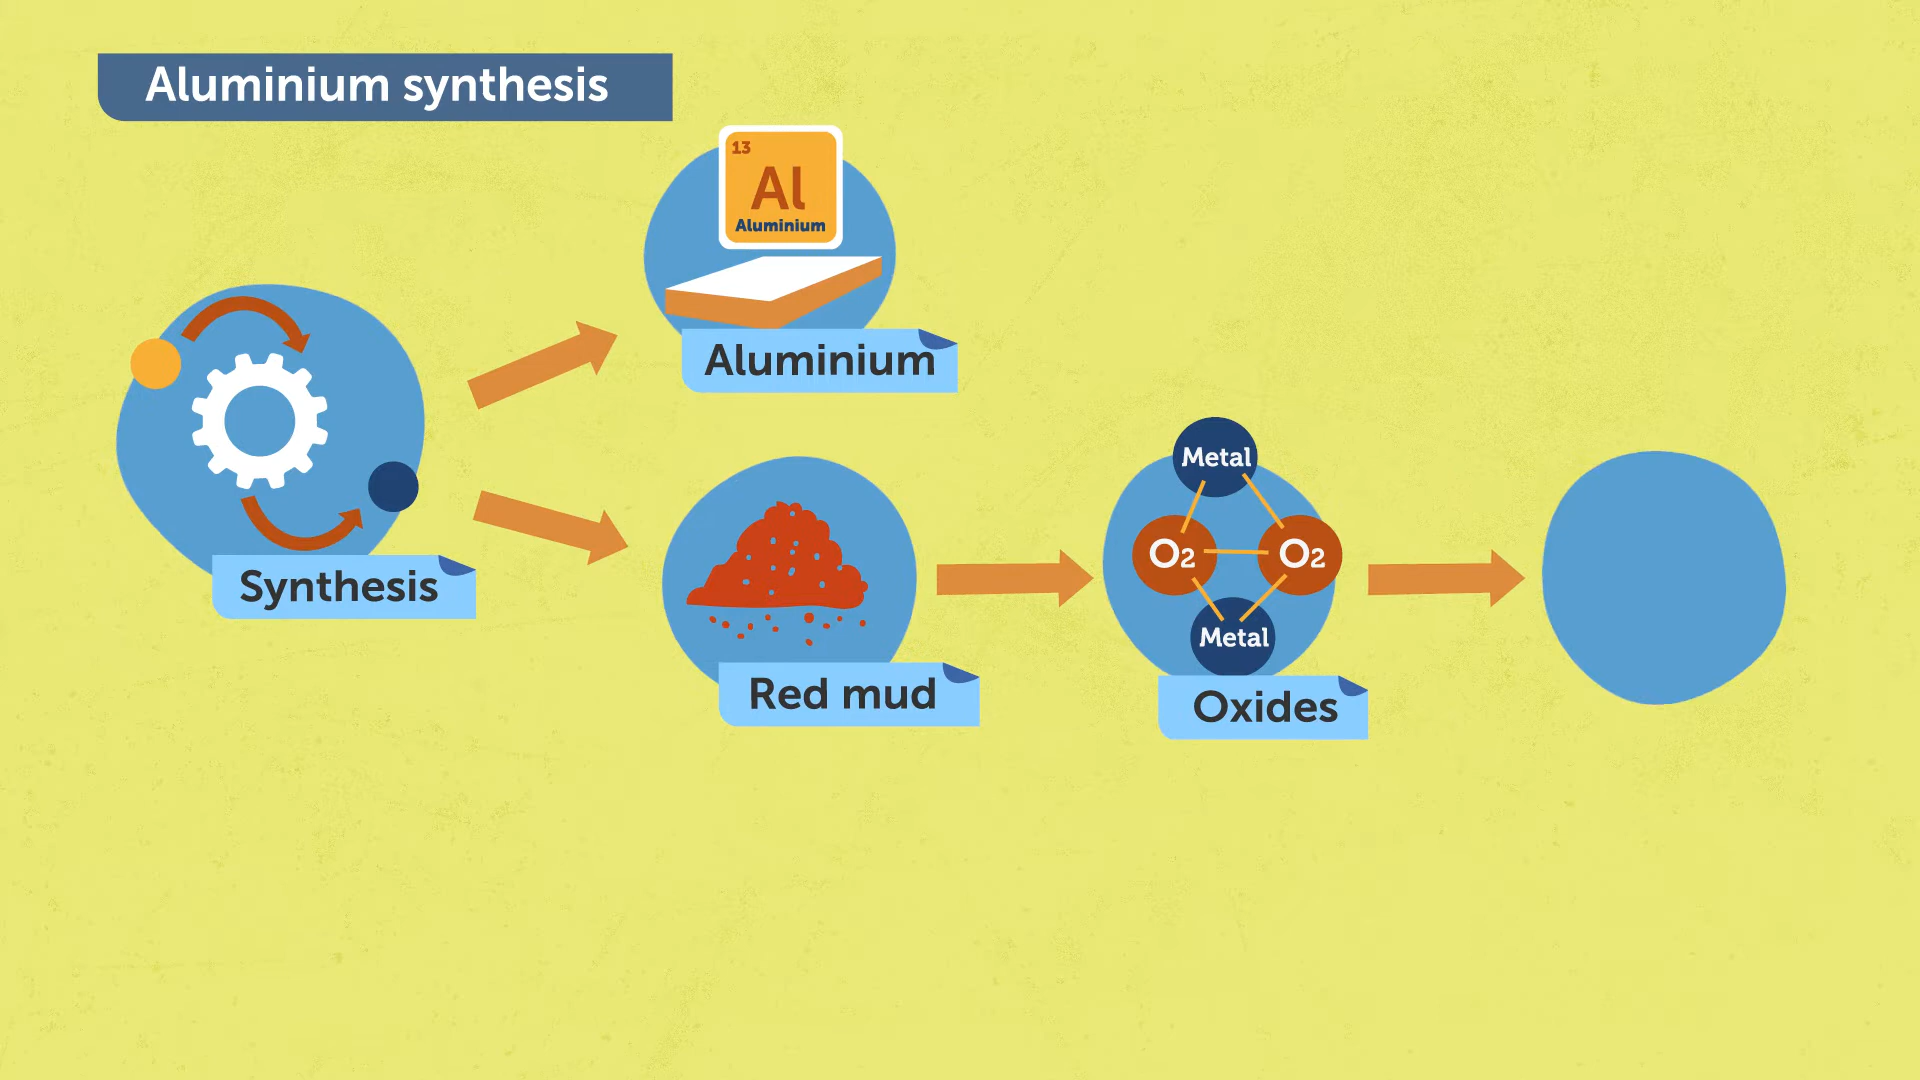 Aluminium synthesis
13
Al
Aluminium
Aluminium
Synthesis
Red mud
Metal
O₂
O₂
Metal
Oxides